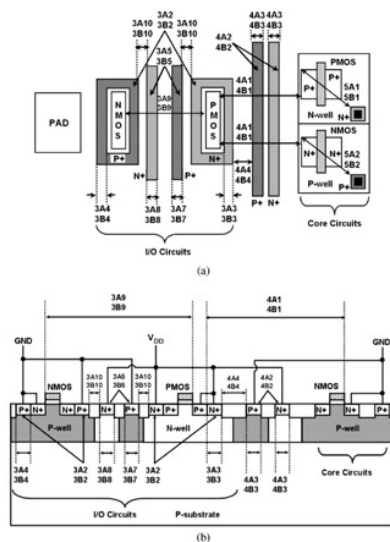 3A2
3B2
3A10
3B10
3A10
3B10
3A5
3B5
4A3
4B3
4A3
4B3
4A2
4B2
PAD
NMOS
3A9
3B9
PMOS
4A1
4B1
4A1
4B1
P+
N+
P+
N+
4A4
4B4
P+
N+
3A4
3B4
3A8
3B8
3A7
3B7
3A3
3B3
I/O Circuits
PMOS
P+
P+
N-well
N+
5A1
5B1
NMOS
N+
N+
P-well
P+
5A2
5B2
Core Circuits
(a)
3A9
3B9
4A1
4B1
GND
VDD
GND
NMOS
3A10
3B10
3A6
3B6
3A10
3B10
PMOS
4A4
4B4
4A2
4B2
NMOS
P+ N+ N+ P+ N+ P+ N+ P+ P+ N+ P+ N+ N+ N+ P+
P-well
N-well
P-well
3A4
3B4
3A2
3B2
3A8
3B8
3A7
3B7
3A2
3B2
3A3
3B3
4A3
4B3
4A3
4B3
Core Circuits
I/O Circuits
P-substrate
(b)